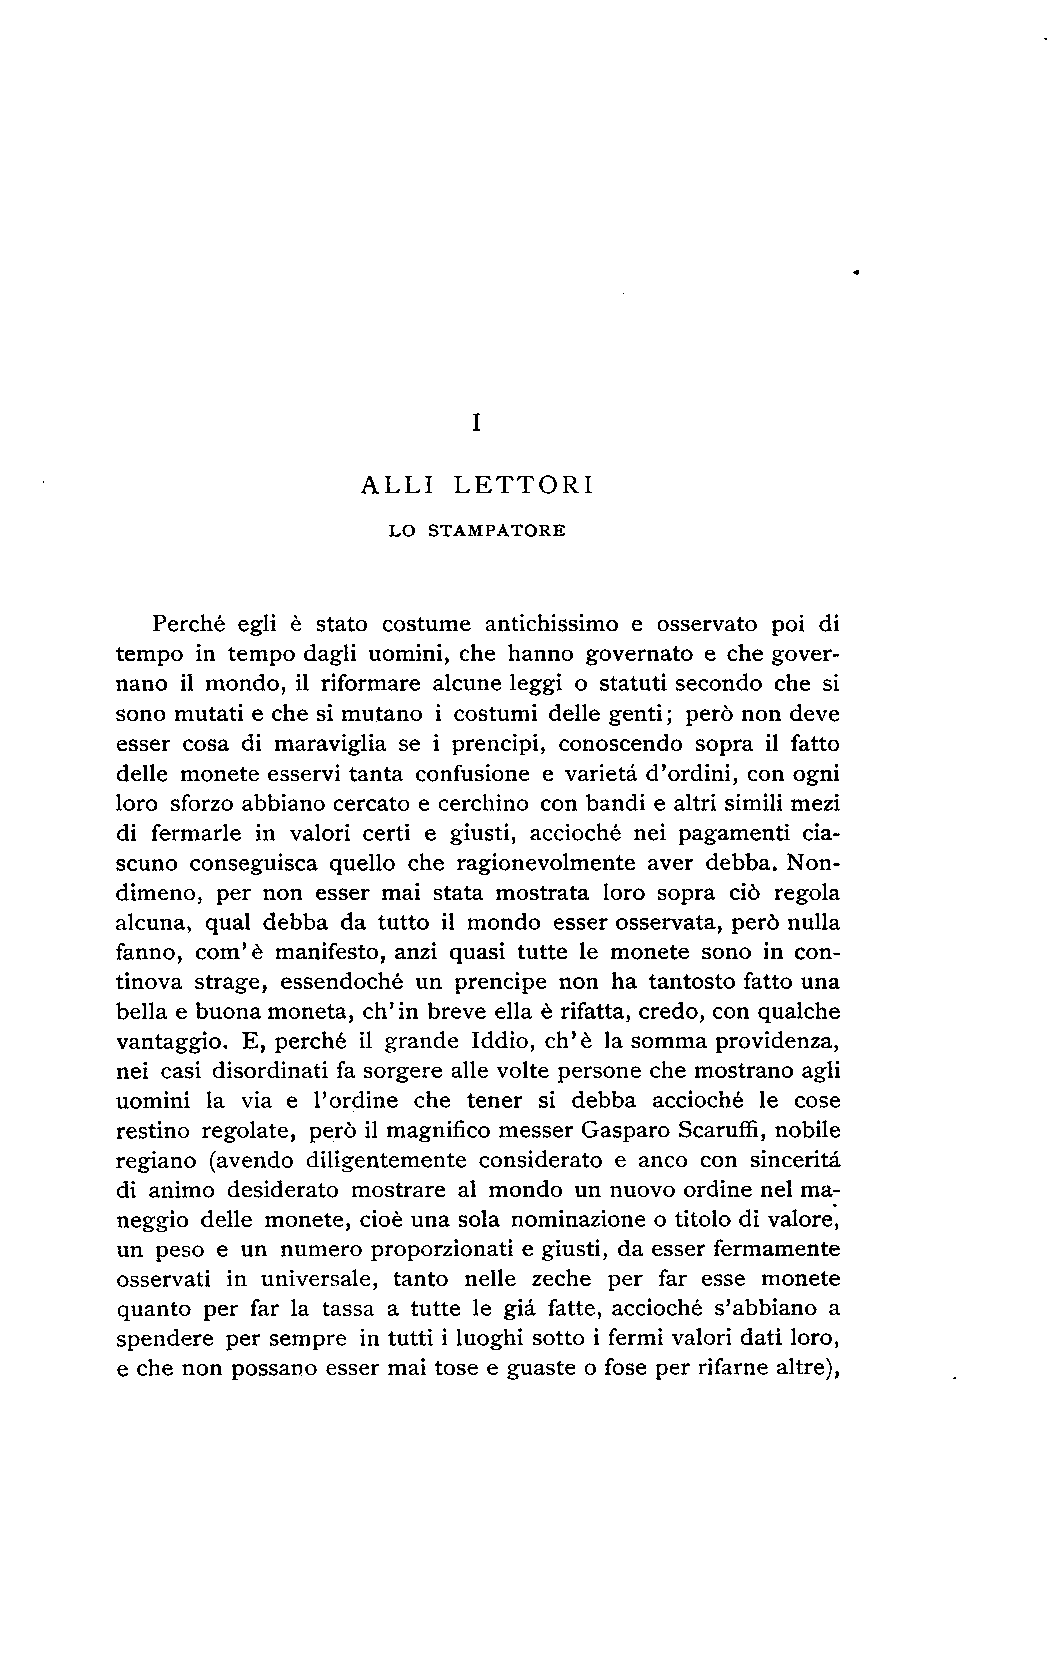 I
ALLI LETTORI
LO STAMPATORE
Perché egli è stato costume antichissimo e osservato poi di
tempo in tempo dagli uomini, che hanno governato e che gover-
nano il mondo, il riformare alcune leggi o statuti secondo che si
sono mutati e che si mutano i costumi delle genti; però non deve
esser cosa di maraviglia se i prencipi, conoscendo sopra il fatto
delle monete esservi tanta confusione e varietá d'ordini, con ogni
loro sforzo abbiano cercato e cerchino con bandi e altri simili mezi
di fermarle in valori certi e giusti, accioché nei pagamenti cia-
scuno conseguisca quello che ragionevolmente aver debba. Non-
dimeno, per non esser mai stata mostrata loro sopra ciò regola
alcuna, qual debba da tutto il mondo esser osservata, però nulla
fanno, com'è manifesto, anzi quasi tutte le monete sono in con-
tinova strage, essendoché un prencipe non ha tantosto fatto una
bella e buona moneta, ch'in breve ella è rifatta, credo, con qualche
vantaggio. E, perché il grande Iddio, ch'è la somma providenza,
nei casi disordinati fa sorgere alle volte persone che mostrano agli
uomini la via e l'ordine che tener si debba accioché le cose
restino regolate, però il magnifico messer Gasparo Scaruffi, nobile
regiano (avendo diligentemente considerato e anco con sinceritá
di animo desiderato mostrare al mondo un nuovo ordine nel ma-
neggio delle monete, cioè una sola nominazione o titolo di valore,
un peso e un numero proporzionati e giusti, da esser fermamente
osservati in universale, tanto nelle zeche per far esse monete
quanto per far la tassa a tutte le giá fatte, accioché s'abbiano a
spendere per sempre in tutti i luoghi sotto i fermi valori dati loro,
e che non possano esser mai tose e guaste o fose per rifarne altre),